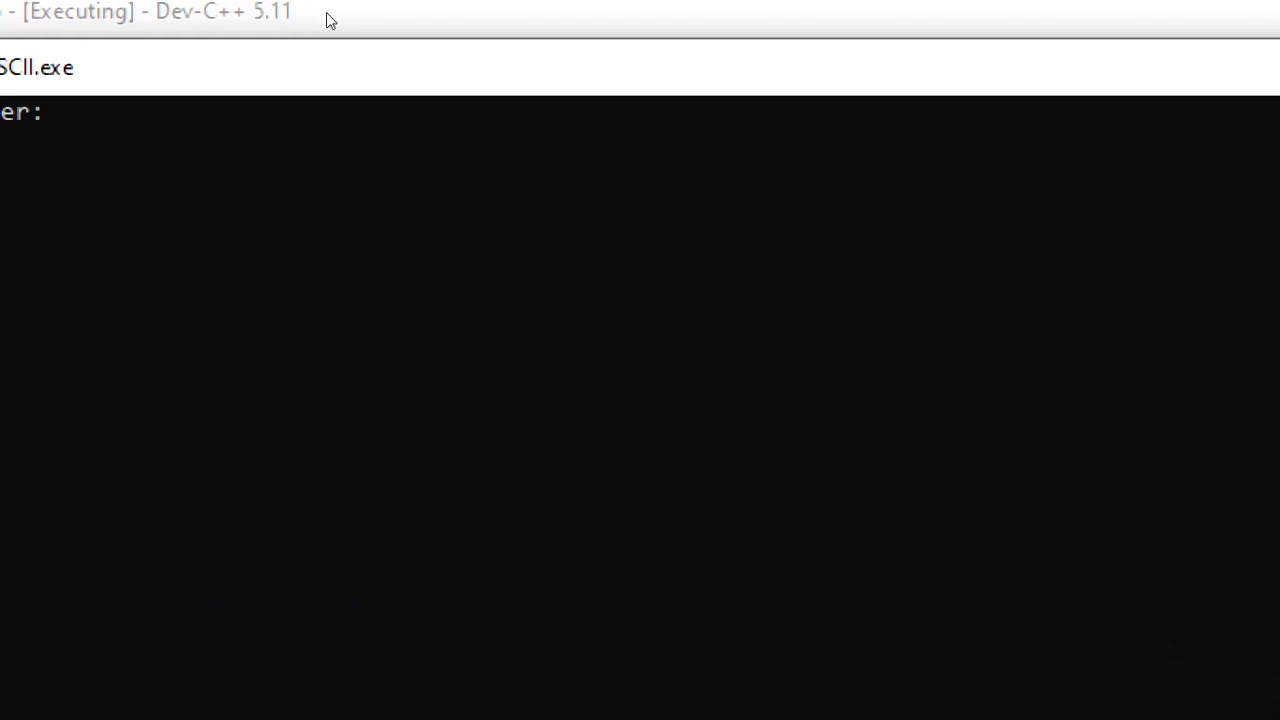 - [Executing] - Dev-C++ 5.11
SCII.exe
er: